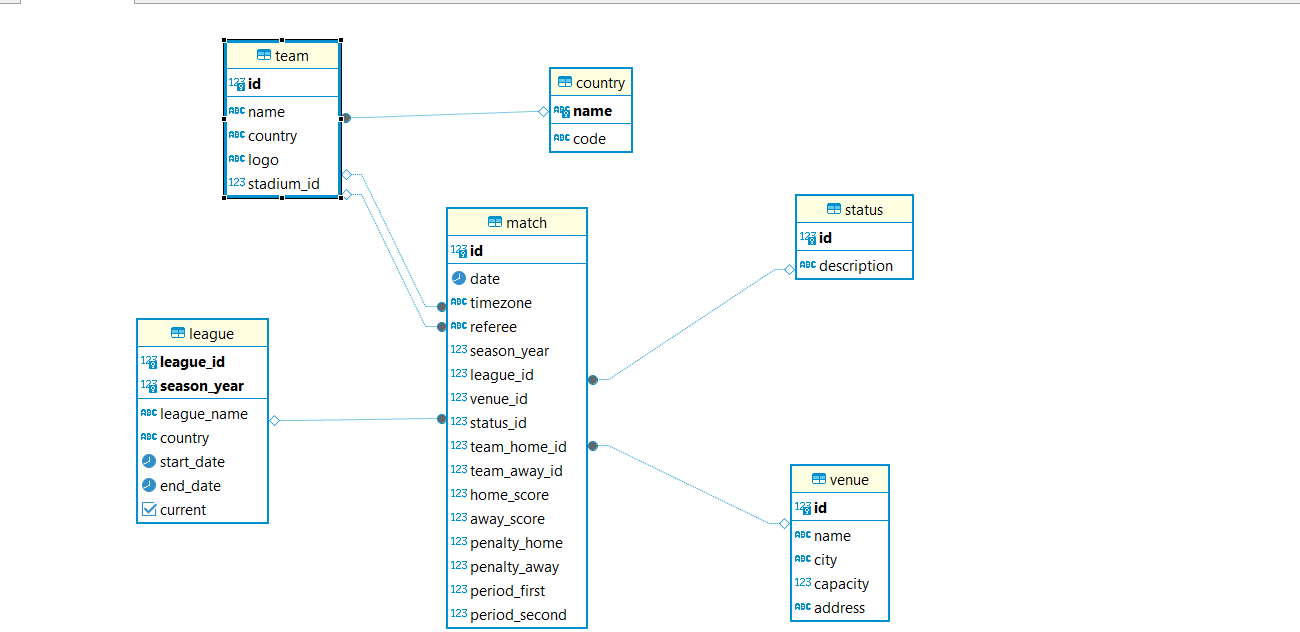 team
123 id
ABC name
ABC country
ABC logo
123 stadium_id
country
ABC name
ABC code
match
123 id
date
ABC timezone
ABC referee
123 season_year
123 league_id
123 venue_id
123 status_id
123 team_home_id
123 team_away_id
123 home_score
123 away_score
123 penalty_home
123 penalty_away
123 period_first
123 period_second
status
123 id
ABC description
league
123 league_id
123 season_year
ABC league_name
ABC country
start_date
end_date
current
venue
123 id
ABC name
ABC city
123 capacity
ABC address